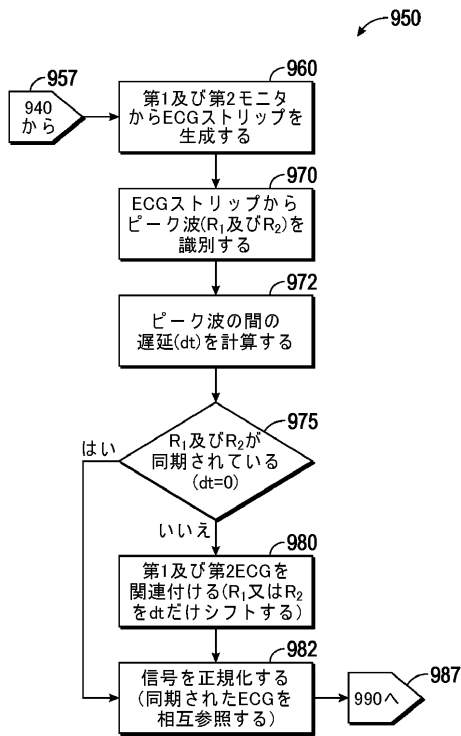 950
957
940
から
960
第1及び第2モニタ
からECGストリップを
生成する
970
ECGストリップから
ピーク波(R₁及びR₂)を
識別する
972
ピーク波の間の
遅延(dt)を計算する
975
R₁及びR₂が
同期されている
(dt=0)
はい
いいえ
980
第1及び第2ECGを
関連付ける(R₁又はR₂
をdtだけシフトする)
982
信号を正規化する
(同期されたECGを
相互参照する)
987
990へ